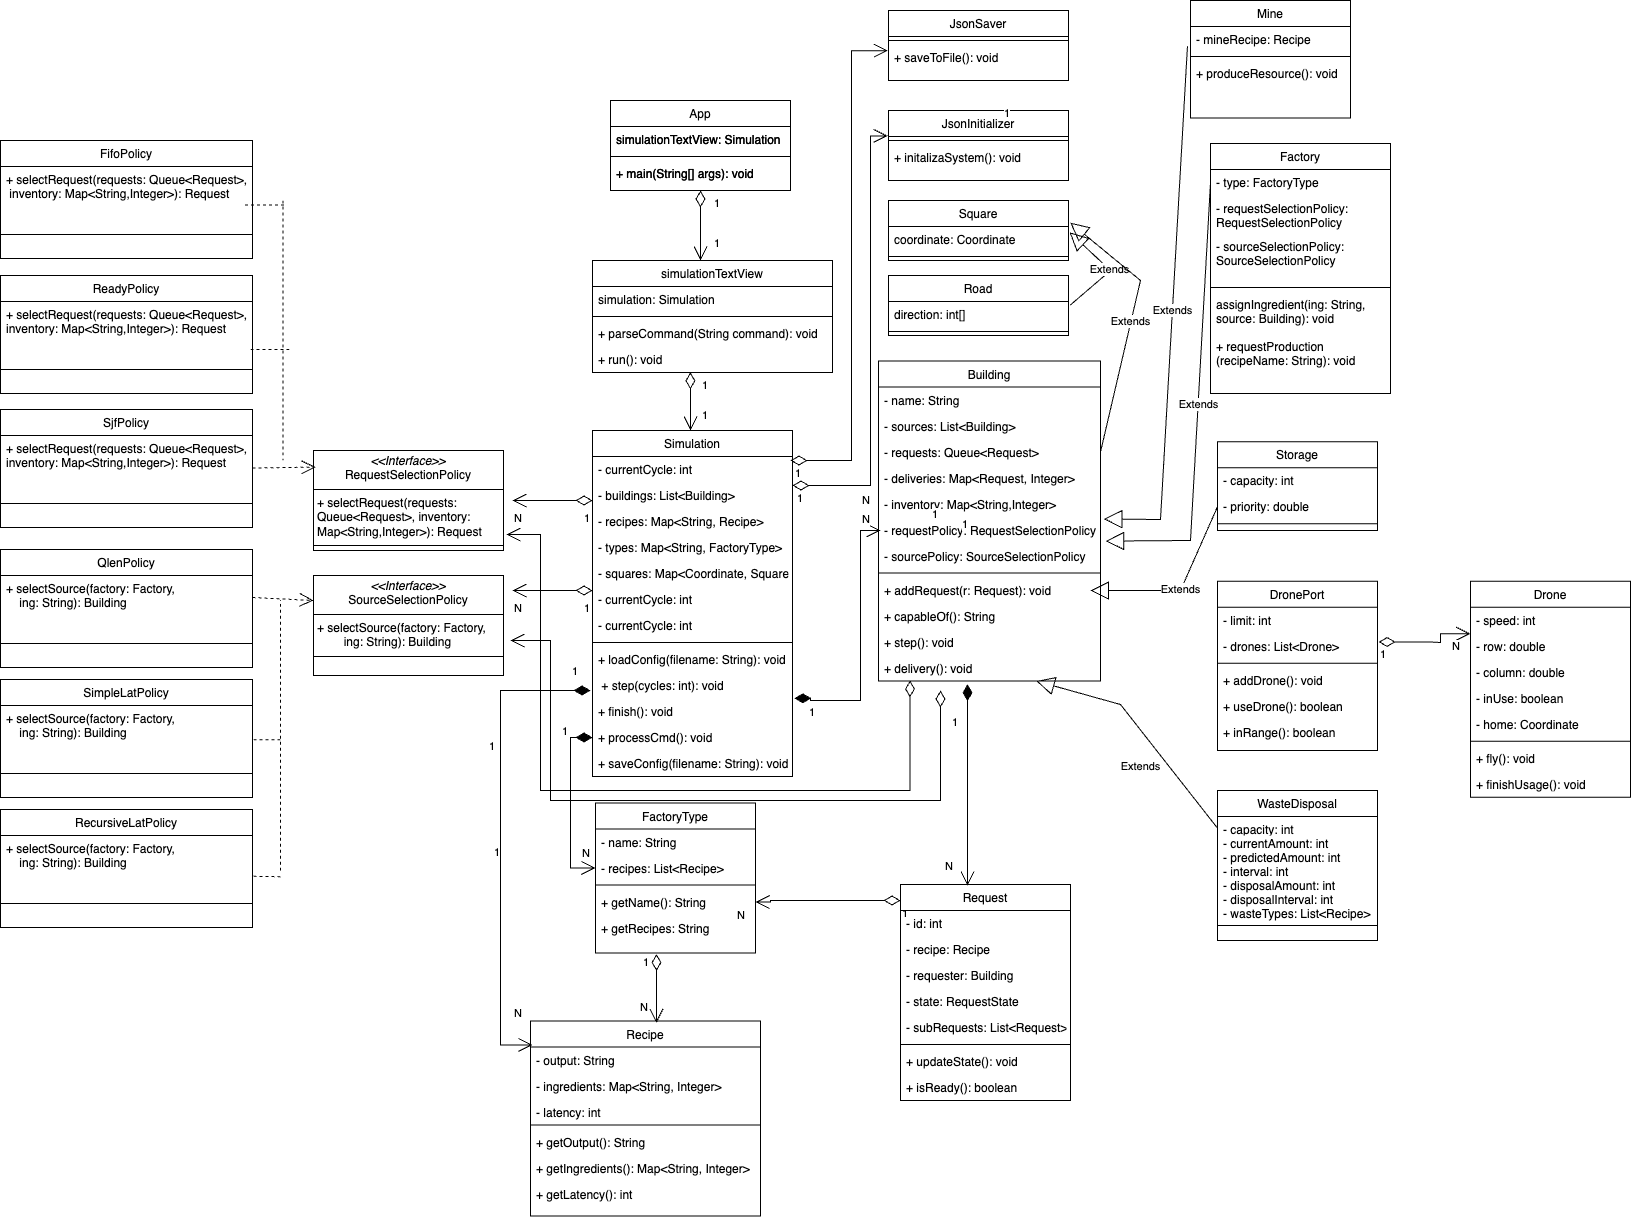 JsonSaver
+ saveToFile(): void
Mine
- mineRecipe: Recipe
+ produceResource(): void
App
simulationTextView: Simulation
+ main(String[] args): void
1
1
1
JsonInitializer
+ initalizaSystem(): void
FifoPolicy
+ selectRequest(requests: Queue<Request>,
inventory: Map<String,Integer>): Request
Factory
- type: FactoryType
- requestSelectionPolicy:
RequestSelectionPolicy
- sourceSelectionPolicy:
SourceSelectionPolicy
assignIngredient(ing: String,
source: Building): void
+ requestProduction
(recipeName: String): void
Square
coordinate: Coordinate
Extends
Road
direction: int[]
Extends
Extends
Extends
simulationTextView
simulation: Simulation
+ parseCommand(String command): void
+ run(): void
1
1
ReadyPolicy
+ selectRequest(requests: Queue<Request>,
inventory: Map<String,Integer>): Request
SjfPolicy
+ selectRequest(requests: Queue<Request>,
inventory: Map<String,Integer>): Request
<<Interface>>
RequestSelectionPolicy
+ selectRequest(requests:
Queue<Request>, inventory:
Map<String,Integer>): Request
N
1
Simulation
- currentCycle: int
- buildings: List<Building>
- recipes: Map<String, Recipe>
- types: Map<String, FactoryType>
- squares: Map<Coordinate, Square
- currentCycle: int
- currentCycle: int
+ loadConfig(filename: String): void
+ step(cycles: int): void
+ finish(): void
+ processCmd(): void
+ saveConfig(filename: String): void
1
1
N
N
1
Building
- name: String
- sources: List<Building>
- requests: Queue<Request>
- deliveries: Map<Request, Integer>
- inventory: Map<String,Integer>
1
1
- requestPolicy: RequestSelectionPolicy
- sourcePolicy: SourceSelectionPolicy
+ addRequest(r: Request): void
+ capableOf(): String
+ step(): void
+ delivery(): void
Storage
- capacity: int
- priority: double
Extends
QlenPolicy
+ selectSource(factory: Factory,
ing: String): Building
<<Interface>>
SourceSelectionPolicy
+ selectSource(factory: Factory,
ing: String): Building
N
1
DronePort
- limit: int
- drones: List<Drone>
+ addDrone(): void
+ useDrone(): boolean
+ inRange(): boolean
1
N
Drone
- speed: int
- row: double
- column: double
- inUse: boolean
- home: Coordinate
+ fly(): void
+ finishUsage(): void
SimpleLatPolicy
+ selectSource(factory: Factory,
ing: String): Building
1
1
1
1
N
1
N
Extends
WasteDisposal
- capacity: int
- currentAmount: int
- predictedAmount: int
- interval: int
- disposalAmount: int
- disposalInterval: int
- wasteTypes: List<Recipe>
RecursiveLatPolicy
+ selectSource(factory: Factory,
ing: String): Building
FactoryType
- name: String
- recipes: List<Recipe>
+ getName(): String
+ getRecipes: String
N
1
N
N
Request
1
- id: int
- recipe: Recipe
- requester: Building
- state: RequestState
- subRequests: List<Request>
+ updateState(): void
+ isReady(): boolean
Recipe
- output: String
- ingredients: Map<String, Integer>
- latency: int
+ getOutput(): String
+ getIngredients(): Map<String, Integer>
+ getLatency(): int